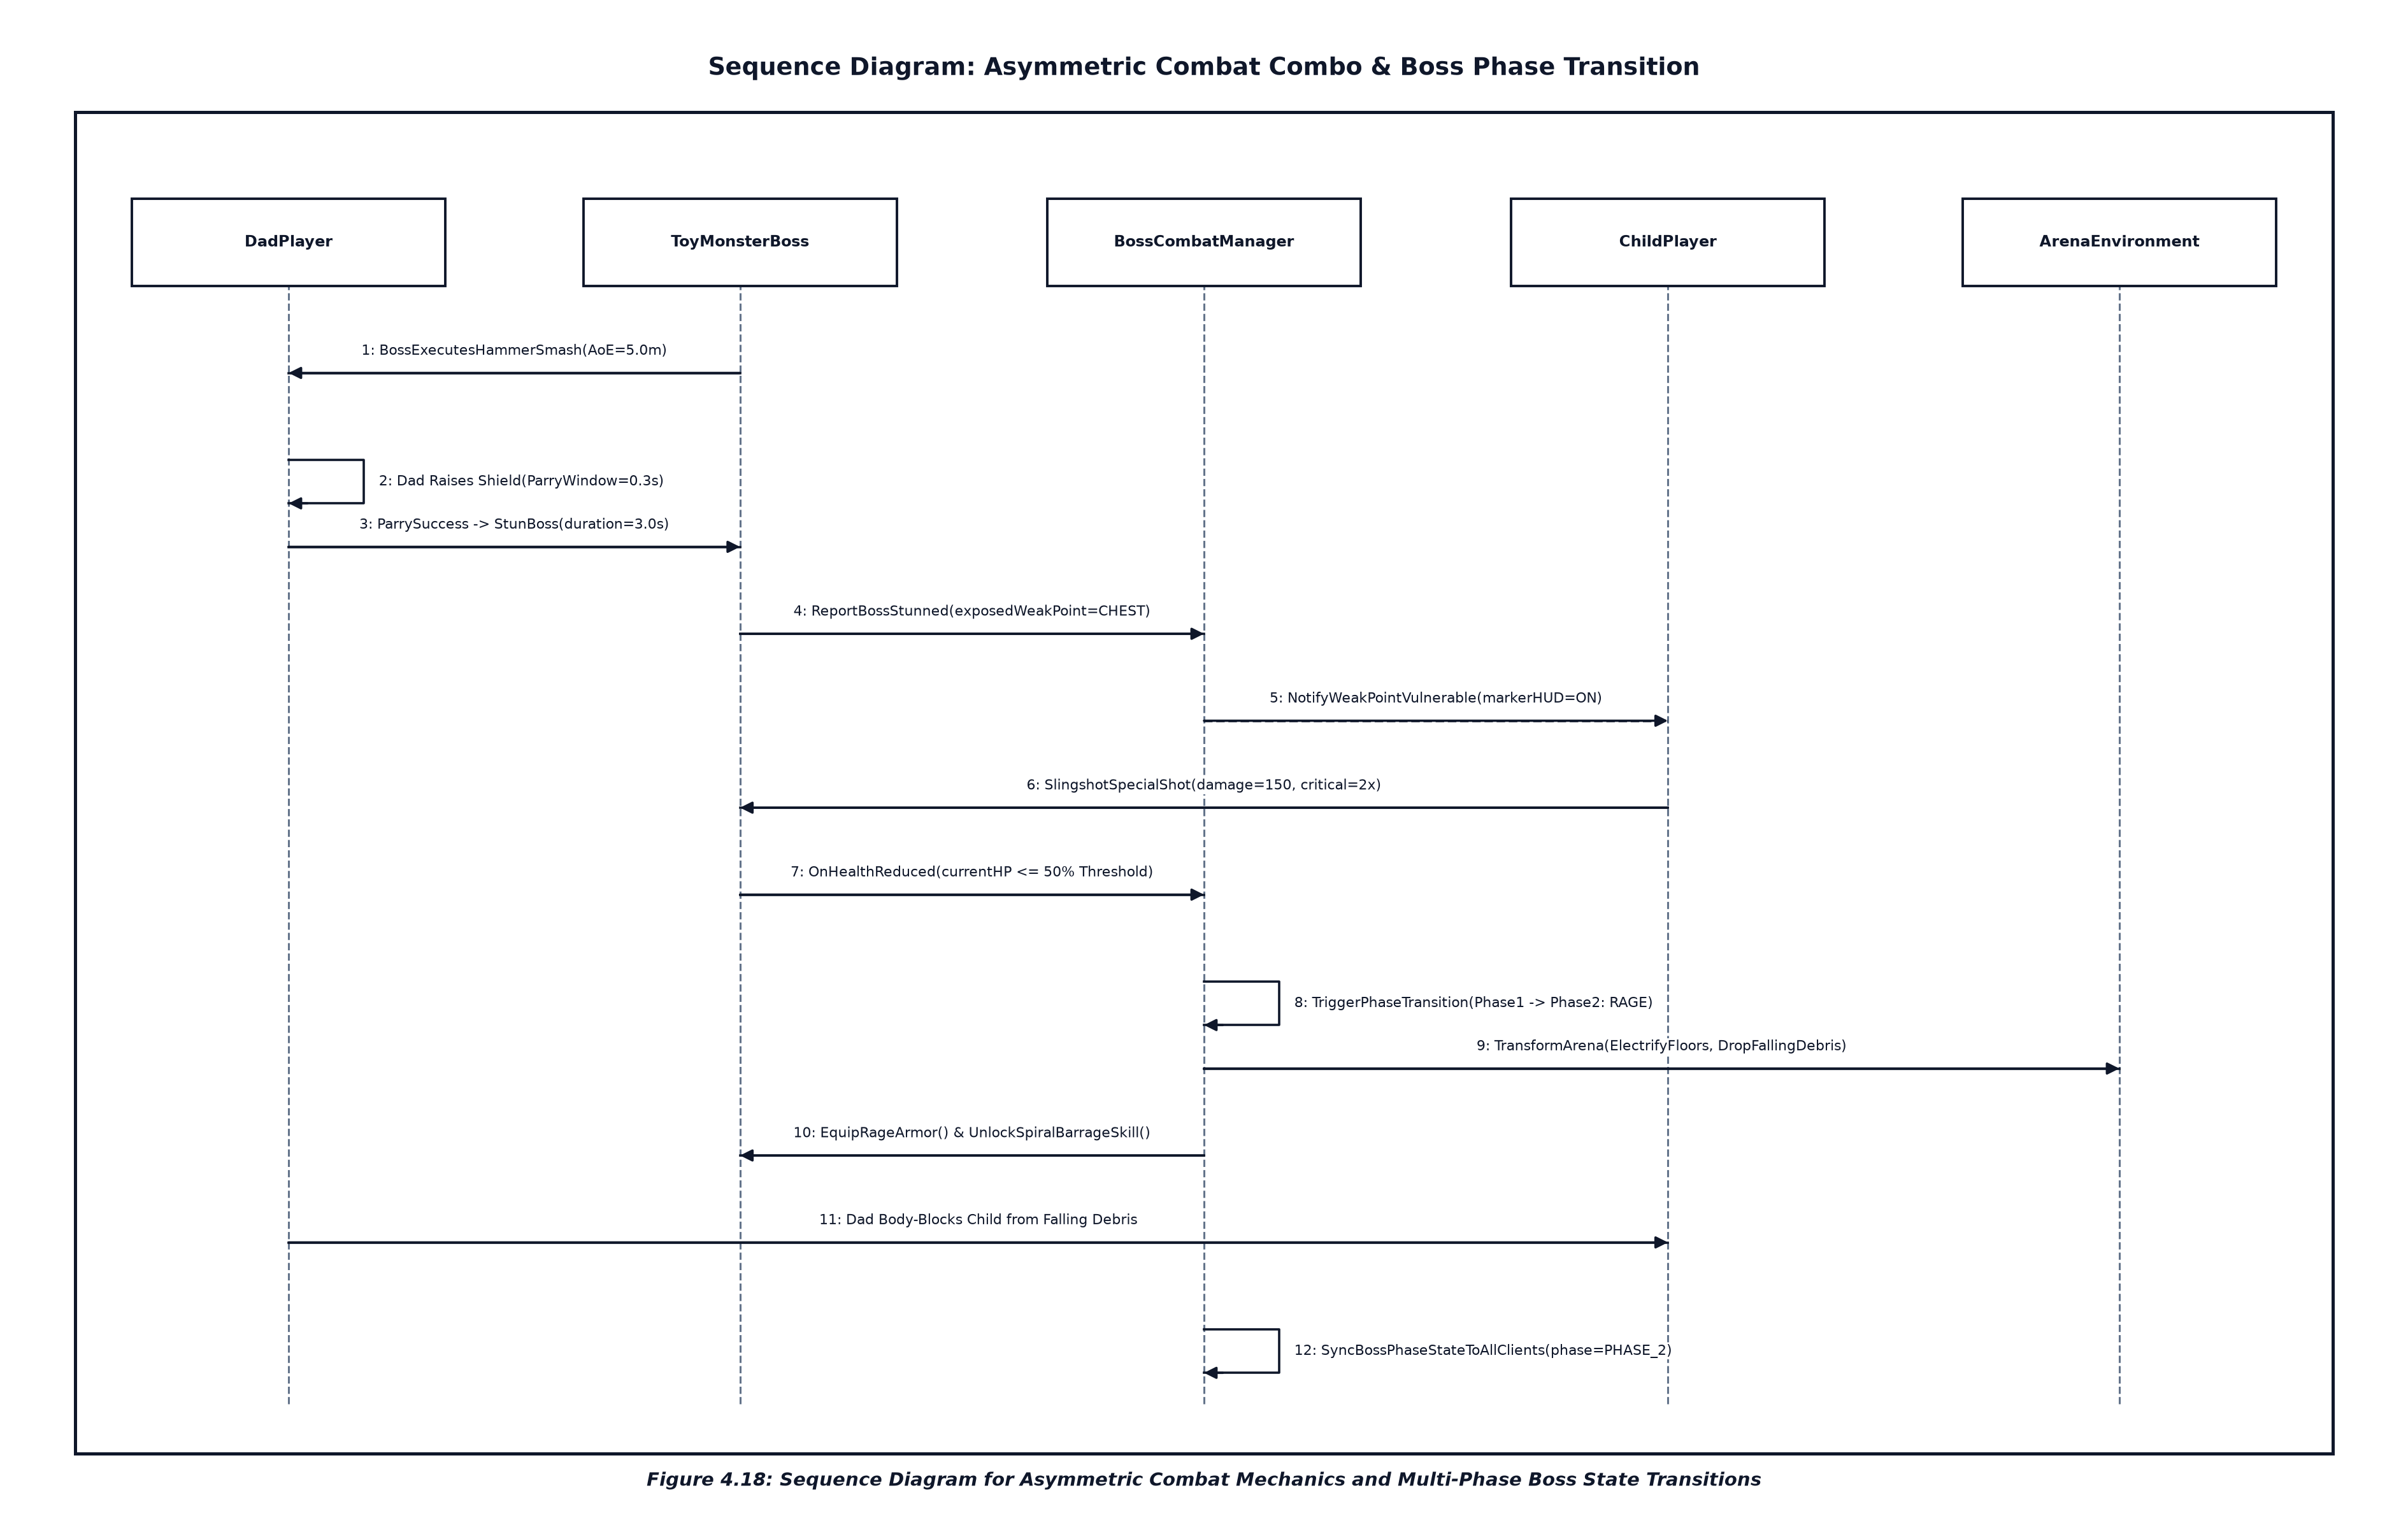 Sequence Diagram: Asymmetric Combat Combo & Boss Phase Transition
DadPlayer
ToyMonsterBoss
BossCombatManager
ChildPlayer
ArenaEnvironment
1: BossExecutesHammerSmash(AoE=5.0m)
2: Dad Raises Shield(ParryWindow=0.3s)
3: ParrySuccess -> StunBoss(duration=3.0s)
4: ReportBossStunned(exposedWeakPoint=CHEST)
5: NotifyWeakPointVulnerable(markerHUD=ON)
6: SlingshotSpecialShot(damage=150, critical=2x)
7: OnHealthReduced(currentHP <= 50% Threshold)
8: TriggerPhaseTransition(Phase1 -> Phase2: RAGE)
9: TransformArena(ElectrifyFloors, DropFallingDebris)
10: EquipRageArmor() & UnlockSpiralBarrageSkill()
11: Dad Body-Blocks Child from Falling Debris
12: SyncBossPhaseStateToAllClients(phase=PHASE_2)
Figure 4.18: Sequence Diagram for Asymmetric Combat Mechanics and Multi-Phase Boss State Transitions